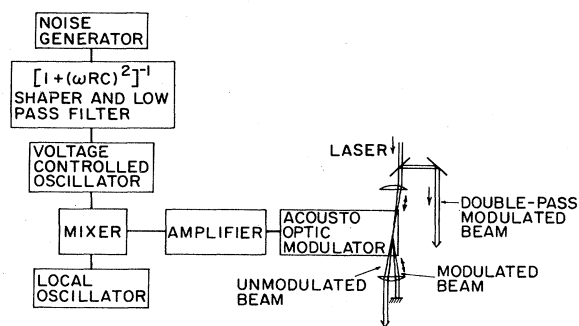 NOISE
GENERATOR
[1+(ωRC)²]⁻¹
SHAPER AND LOW
PASS FILTER
VOLTAGE
CONTROLLED
OSCILLATOR
MIXER
LOCAL
OSCILLATOR
AMPLIFIER
ACOUSTO
OPTIC
MODULATOR
LASER
DOUBLE-PASS
MODULATED
BEAM
UNMODULATED
BEAM
MODULATED
BEAM